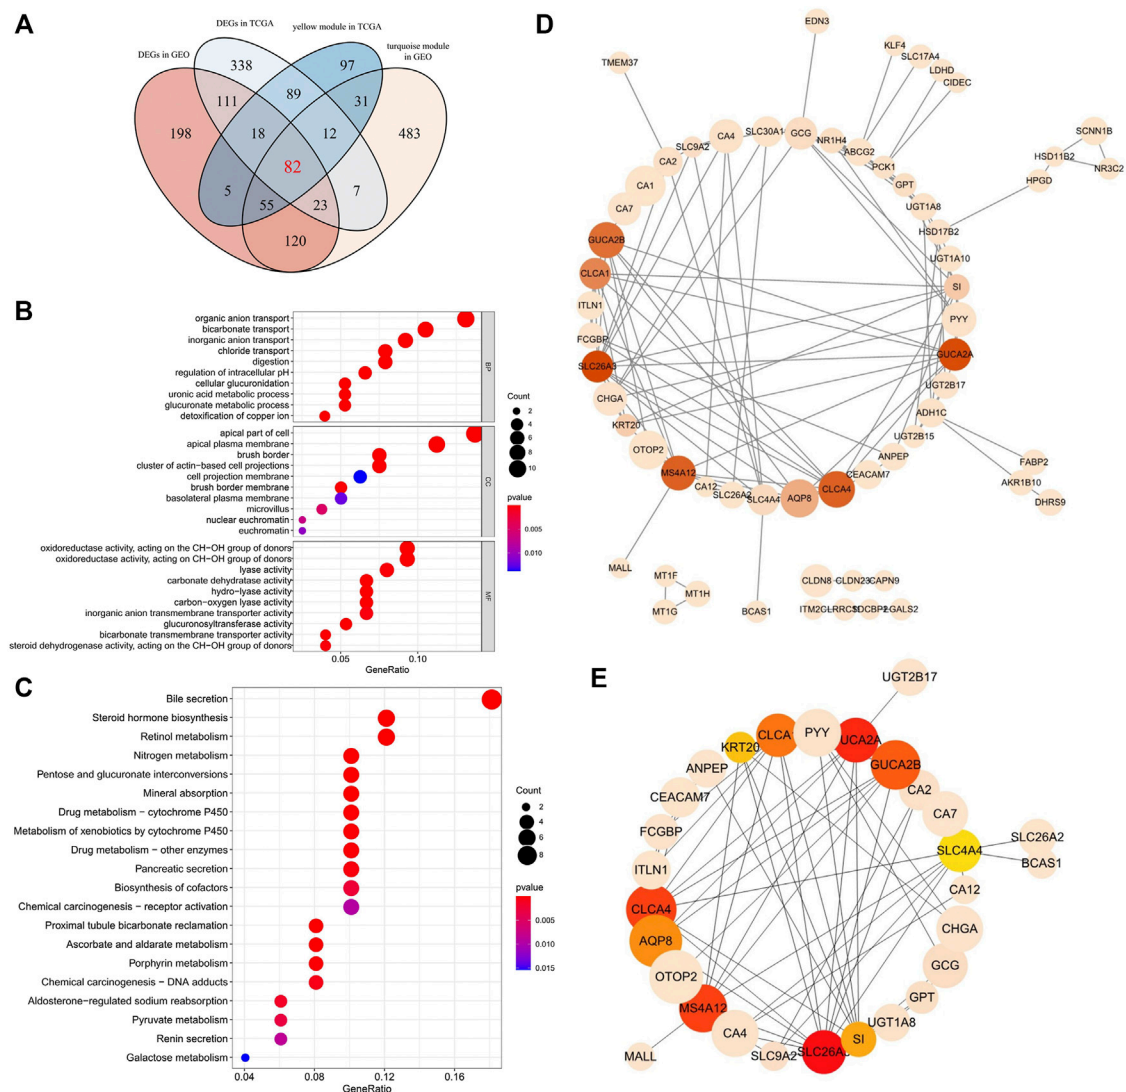 A
DEGs in TCGA
yellow module in TCGA
DEGs in GEO
turquoise module
in GEO
338
97
89
31
111
198
18
12
483
82
5
7
55
23
120
B
organic anion transport
bicarbonate transport
inorganic anion transport
chloride transport
digestion
regulation of intracellular pH
cellular glucuronidation
uronic acid metabolic process
glucuronate metabolic process
detoxification of copper ion
BP
apical part of cell
apical plasma membrane
brush border
cluster of actin−based cell projections
cell projection membrane
brush border membrane
basolateral plasma membrane
microvillus
nuclear euchromatin
euchromatin
CC
oxidoreductase activity, acting on the CH−OH group of donors
oxidoreductase activity, acting on the CH−OH group of donors
lyase activity
carbonate dehydratase activity
hydro−lyase activity
carbon−oxygen lyase activity
inorganic anion transmembrane transporter activity
glucuronosyltransferase activity
bicarbonate transmembrane transporter activity
steroid dehydrogenase activity, acting on the CH−OH group of donors
MF
0.05
0.10
GeneRatio
Count
2
4
6
8
10
pvalue
0.005
0.010
C
Bile secretion
Steroid hormone biosynthesis
Retinol metabolism
Nitrogen metabolism
Pentose and glucuronate interconversions
Mineral absorption
Drug metabolism − cytochrome P450
Metabolism of xenobiotics by cytochrome P450
Drug metabolism − other enzymes
Pancreatic secretion
Biosynthesis of cofactors
Chemical carcinogenesis − receptor activation
Proximal tubule bicarbonate reclamation
Ascorbate and aldarate metabolism
Porphyrin metabolism
Chemical carcinogenesis − DNA adducts
Aldosterone−regulated sodium reabsorption
Pyruvate metabolism
Renin secretion
Galactose metabolism
0.04
0.08
0.12
0.16
GeneRatio
Count
2
4
6
8
pvalue
0.005
0.010
0.015
D
EDN3
KLF4
SLC17A4
LDHD
CIDEC
TMEM37
SCNN1B
HSD11B2
NR3C2
HPGD
CA4
SLC30A1
GCG
NR1H4
ABCG2
PCK1
GPT
UGT1A8
HSD17B2
UGT1A10
SI
PYY
GUCA2A
UGT2B17
ADH1C
UGT2B15
ANPEP
CEACAM7
CLCA4
AQP8
SLC4A4
SLC26A2
CA12
MS4A12
OTOP2
KRT20
CHGA
SLC26A3
FCGBP
ITLN1
CLCA1
GUCA2B
CA7
CA1
CA2
SLC9A2
FABP2
AKR1B10
DHRS9
MALL
MT1F
MT1H
MT1G
BCAS1
CLDN8
CLDN23
CAPN9
ITM2C
LGALS2
E
UGT2B17
PYY
UCA2A
CLCA
KRT20
GUCA2B
ANPEP
CA2
CEACAM7
CA7
FCGBP
SLC4A4
SLC26A2
BCAS1
ITLN1
CA12
CLCA4
CHGA
AQP8
GCG
OTOP2
GPT
MS4A12
UGT1A8
CA4
SI
SLC26A
SLC9A2
MALL